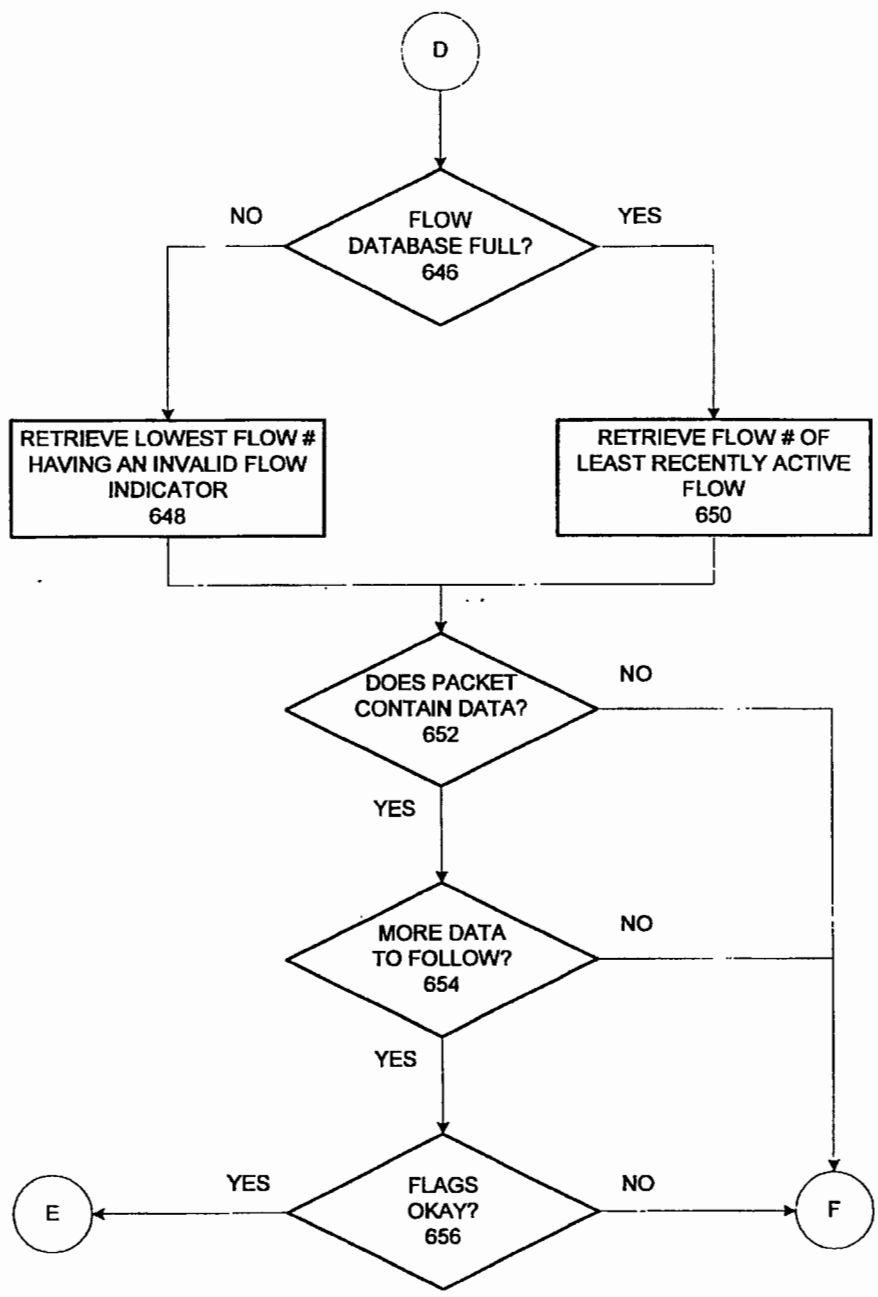 D
NO
YES
FLOW
DATABASE FULL?
646
RETRIEVE LOWEST FLOW #
HAVING AN INVALID FLOW
INDICATOR
648
RETRIEVE FLOW # OF
LEAST RECENTLY ACTIVE
FLOW
650
DOES PACKET
CONTAIN DATA?
652
NO
YES
MORE DATA
TO FOLLOW?
654
NO
YES
E
YES
FLAGS
OKAY?
656
NO
F